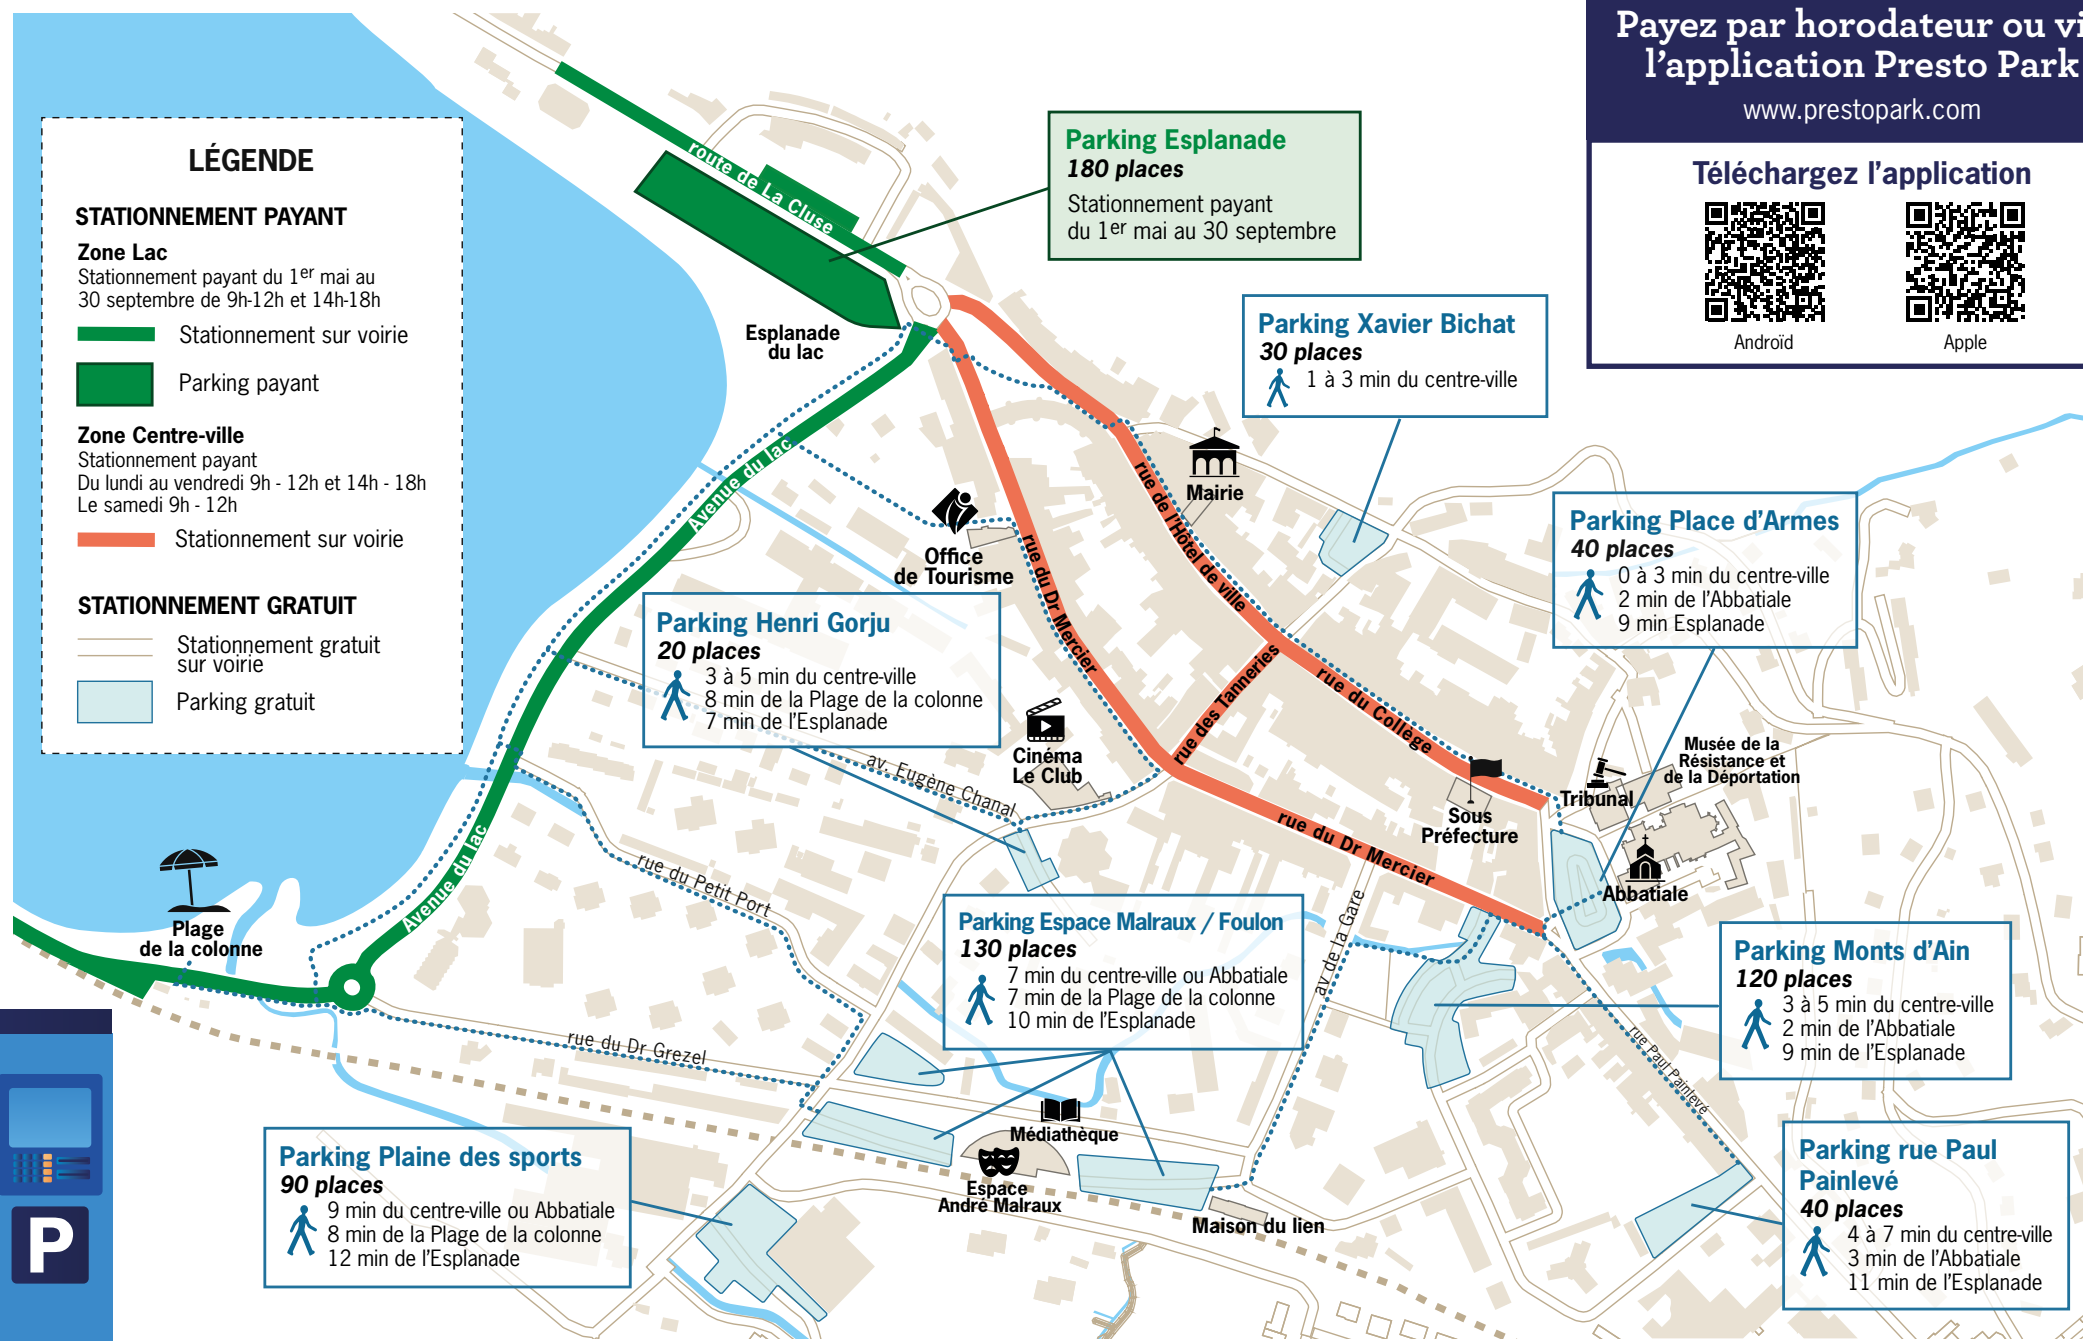 Payez par horodateur ou vi
l'application Presto Park
www.prestopark.com
Téléchargez l'application
Androïd
Apple
LÉGENDE
STATIONNEMENT PAYANT
Zone Lac
Stationnement payant du 1er mai au
30 septembre de 9h-12h et 14h-18h
Stationnement sur voirie
Parking payant
Zone Centre-ville
Stationnement payant
Du lundi au vendredi 9h - 12h et 14h - 18h
Le samedi 9h - 12h
Stationnement sur voirie
STATIONNEMENT GRATUIT
Stationnement gratuit
sur voirie
Parking gratuit
route de La Cluse
Parking Esplanade
180 places
Stationnement payant
du 1er mai au 30 septembre
Esplanade
du lac
Parking Xavier Bichat
30 places
1 à 3 min du centre-ville
Avenue du lac
Mairie
rue de l'Hôtel de ville
Office
de Tourisme
rue du Dr Mercier
Parking Place d'Armes
40 places
0 à 3 min du centre-ville
2 min de l'Abbatiale
9 min Esplanade
Parking Henri Gorju
20 places
3 à 5 min du centre-ville
8 min de la Plage de la colonne
7 min de l'Esplanade
rue des Tanneries
rue du Collège
Cinéma
Le Club
av. Eugène Chanal
Musée de la
Résistance et
de la Déportation
Tribunal
Sous
Préfecture
rue du Dr Mercier
Abbatiale
Avenue du lac
rue du Petit Port
Plage
de la colonne
Parking Espace Malraux / Foulon
130 places
7 min du centre-ville ou Abbatiale
7 min de la Plage de la colonne
10 min de l'Esplanade
av de la Gare
Parking Monts d'Ain
120 places
3 à 5 min du centre-ville
2 min de l'Abbatiale
9 min de l'Esplanade
rue du Dr Grezel
rue Paul Painlevé
Médiathèque
Espace
André Malraux
Maison du lien
Parking Plaine des sports
90 places
9 min du centre-ville ou Abbatiale
8 min de la Plage de la colonne
12 min de l'Esplanade
Parking rue Paul
Painlevé
40 places
4 à 7 min du centre-ville
3 min de l'Abbatiale
11 min de l'Esplanade
P